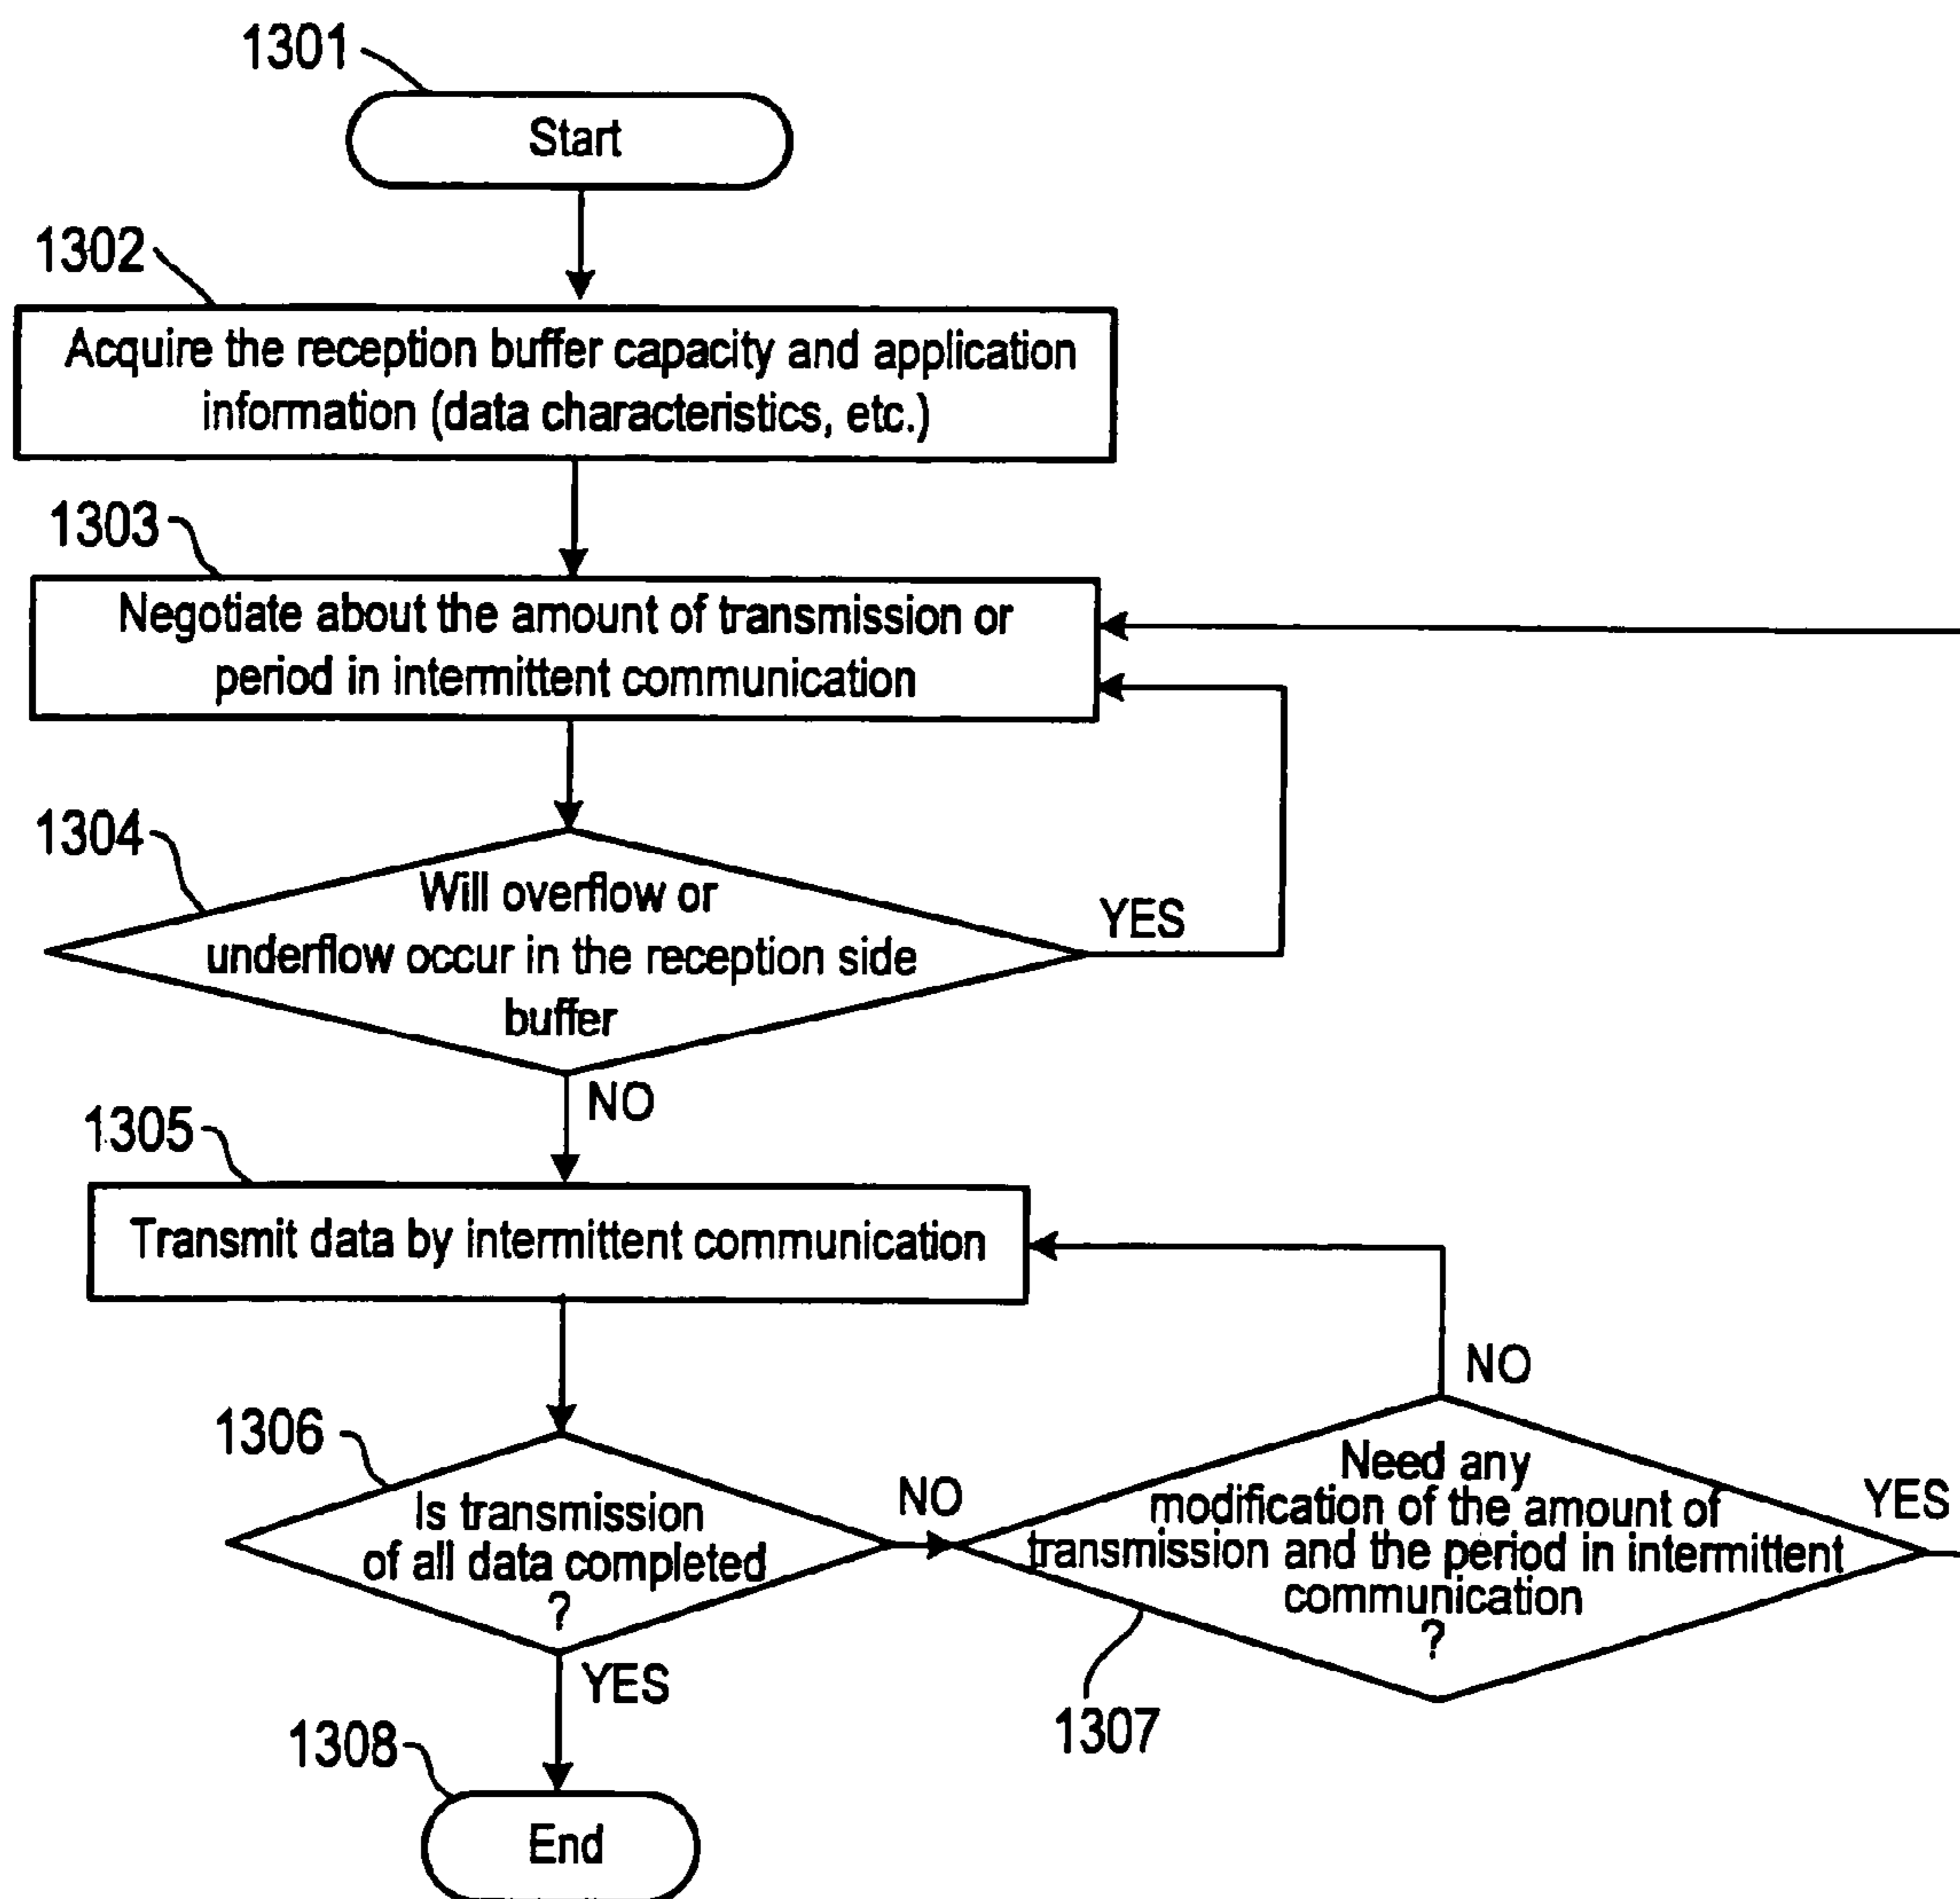 1301
Start
1302
Acquire the reception buffer capacity and application
information (data characteristics, etc.)
1303
Negotiate about the amount of transmission or
period in intermittent communication
1304
Will overflow or
underflow occur in the reception side
buffer
YES
NO
1305
Transmit data by intermittent communication
1306
Is transmission
of all data completed
?
NO
Need any
modification of the amount of
transmission and the period in intermittent
communication
?
NO
YES
1307
YES
1308
End